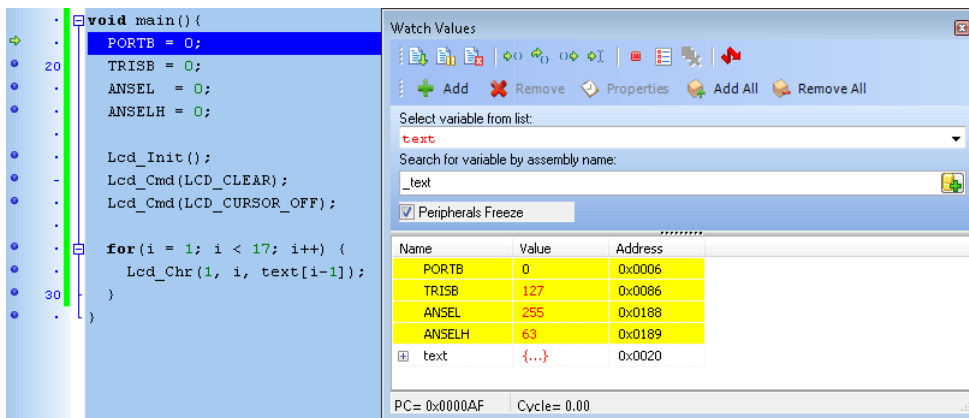 void main(){
PORTB = 0;
20 TRISB = 0;
ANSEL  = 0;
ANSELH = 0;
Lcd_Init();
Lcd_Cmd(LCD_CLEAR);
Lcd_Cmd(LCD_CURSOR_OFF);
for(i = 1; i < 17; i++) {
Lcd_Chr(1, i, text[i-1]);
30 }
}
Watch Values
Add Remove Properties Add All Remove All
Select variable from list:
text
Search for variable by assembly name:
_text
Peripherals Freeze
Name Value Address
PORTB 0 0x0006
TRISB 127 0x0086
ANSEL 255 0x0188
ANSELH 63 0x0189
text {...} 0x0020
PC= 0x0000AF Cycle= 0.00